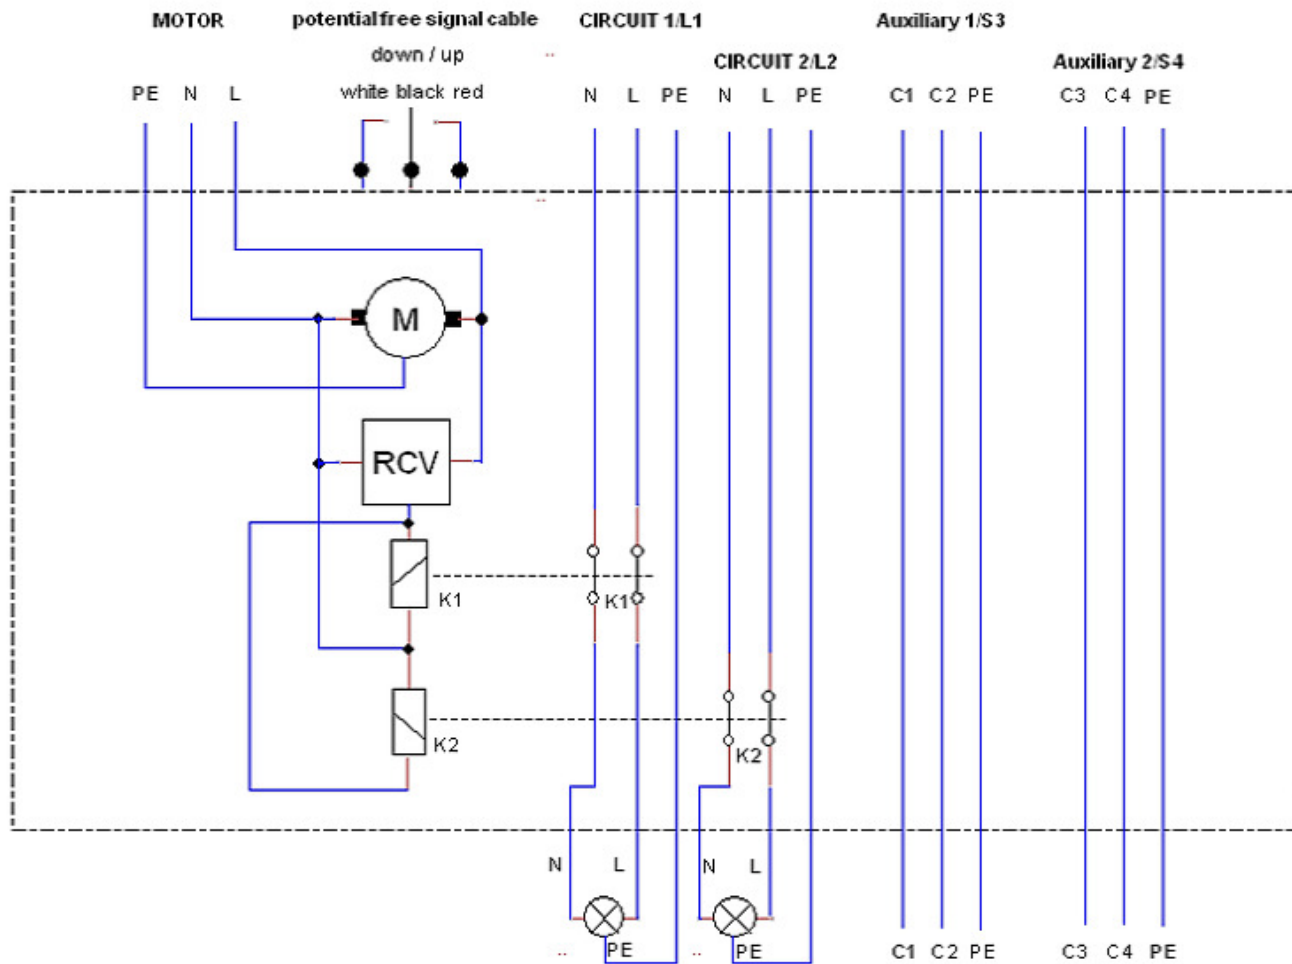 MOTOR potential free signal cable CIRCUIT 1/L1 Auxiliary 1/S3
down / up CIRCUIT 2/L2 Auxiliary 2/S4
PE N L white black red N L PE N L PE C1 C2 PE C3 C4 PE
M
RCV
K1 K1
K2 K2
N L N L
PE PE C1 C2 PE C3 C4 PE